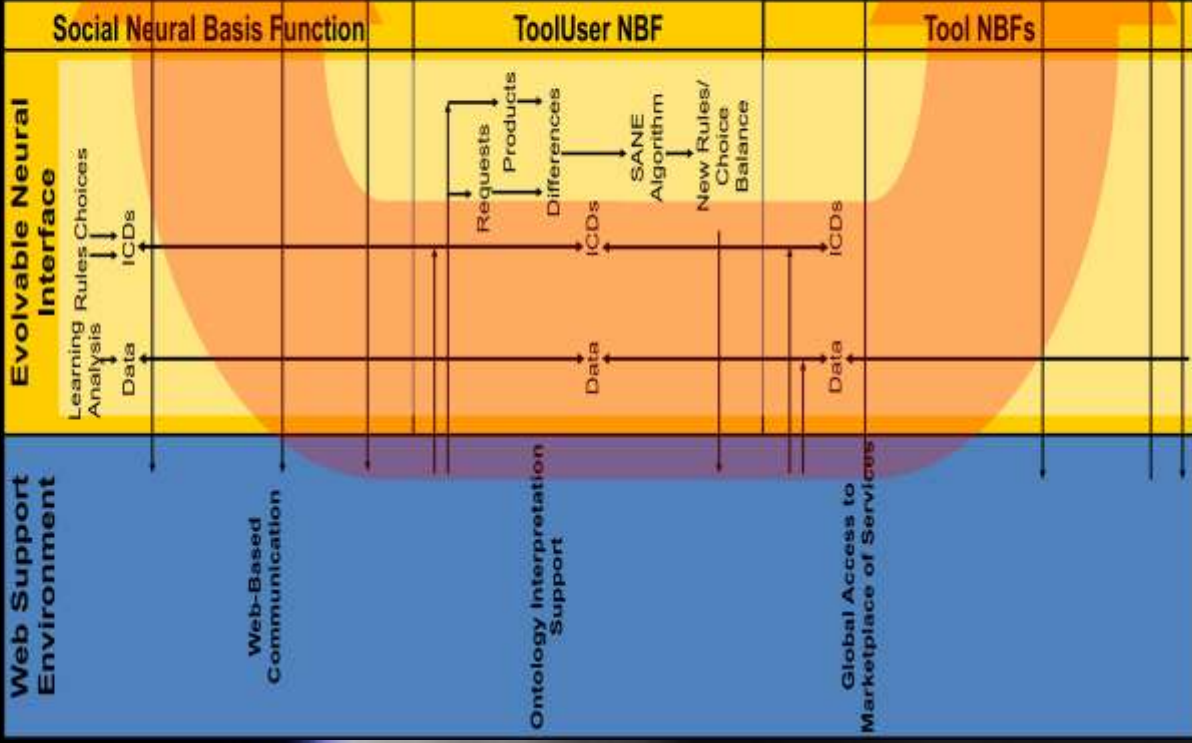 Social Neural Basis Function
ToolUser NBF
Tool NBFs
Evolvable Neural
Interface
Learning
Analysis
Rules
Choices
Data
ICDs
Requests
Products
Differences
SANE
Algorithm
New Rules/
Choice
Balance
ICDs
Data
ICDs
Data
Web Support
Environment
Web-Based
Communication
Ontology Interpretation
Support
Global Access to
Marketplace of Services